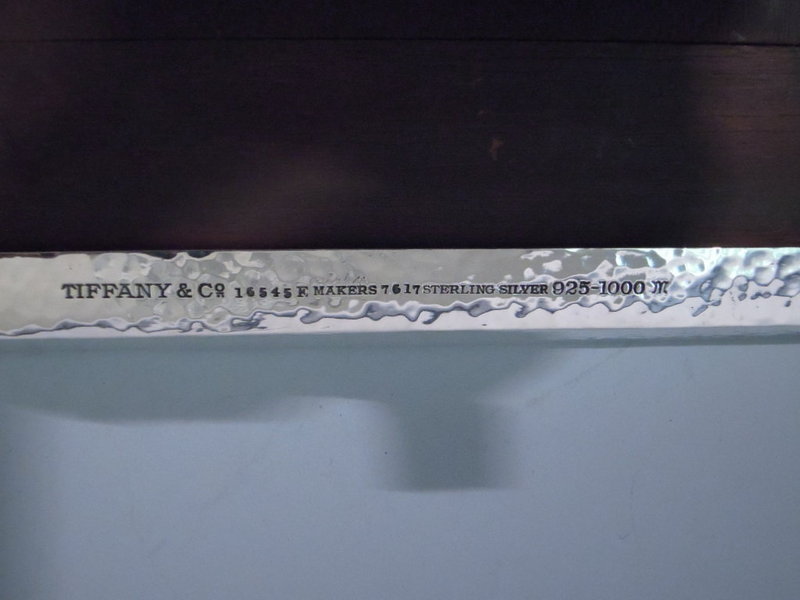 TIFFANY & Co 16545 E MAKERS 7617 STERLING SILVER 925-1000 M